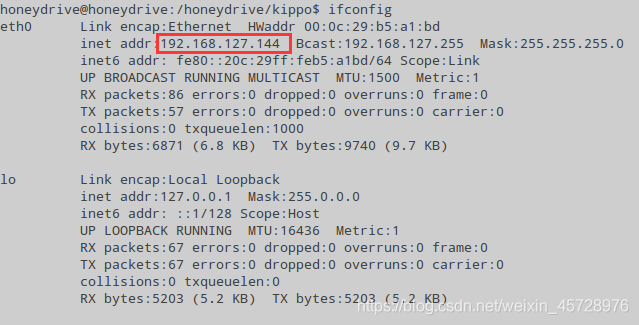 honeydrive@honeydrive:/honeydrive/kippo$ ifconfig
eth0      Link encap:Ethernet  HWaddr 00:0c:29:b5:a1:bd
          inet addr:192.168.127.144  Bcast:192.168.127.255  Mask:255.255.255.0
          inet6 addr: fe80::20c:29ff:feb5:a1bd/64 Scope:Link
          UP BROADCAST RUNNING MULTICAST  MTU:1500  Metric:1
          RX packets:86 errors:0 dropped:0 overruns:0 frame:0
          TX packets:57 errors:0 dropped:0 overruns:0 carrier:0
          collisions:0 txqueuelen:1000
          RX bytes:6871 (6.8 KB)  TX bytes:9740 (9.7 KB)
lo        Link encap:Local Loopback
          inet addr:127.0.0.1  Mask:255.0.0.0
          inet6 addr: ::1/128 Scope:Host
          UP LOOPBACK RUNNING  MTU:16436  Metric:1
          RX packets:67 errors:0 dropped:0 overruns:0 frame:0
          TX packets:67 errors:0 dropped:0 overruns:0 carrier:0
          collisions:0 txqueuelen:0
          RX bytes:5203 (5.2 KB)  TX bytes:5203 (5.2 KB)
https://blog.csdn.net/weixin_45728976